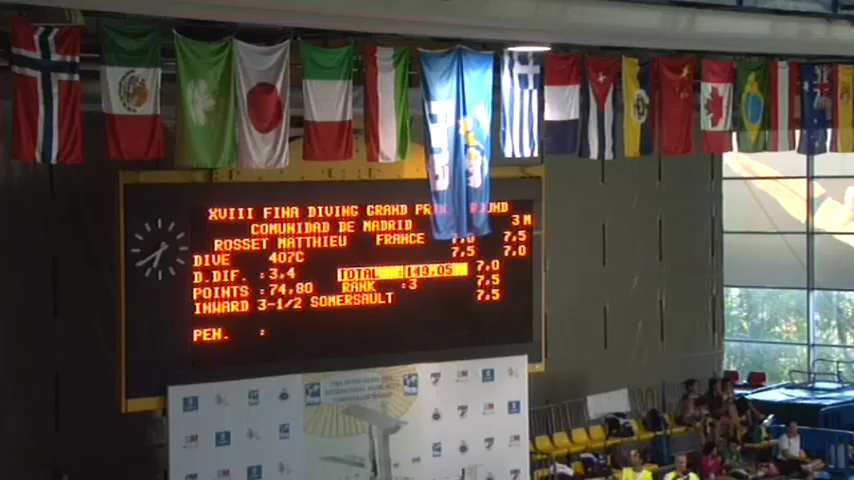 XVIII FINA DIVING GRAND PRIX ROUND
COMUNIDAD DE MADRID 3 M
ROSSET MATTHIEU FRANCE 7,5
DIVE 407C 7,5 7,0
D.DIF. :3,4 TOTAL :149,05 7,0
POINTS :74,80 RANK :3 7,5
INWARD 3-1/2 SOMERSAULT 7,5
PEN. :